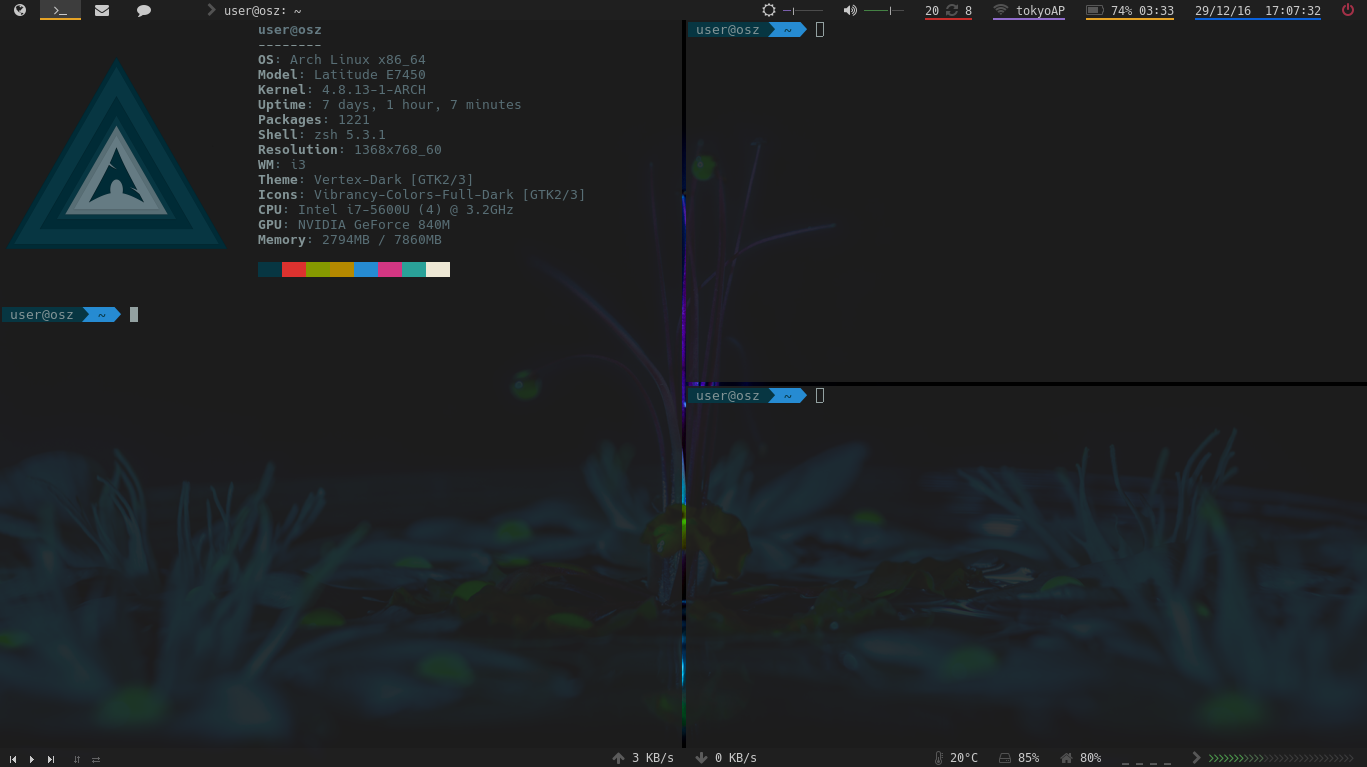 >_ user@osz: ~ 20 8 tokyoAP 74% 03:33 29/12/16 17:07:32
user@osz
--------
OS: Arch Linux x86_64
Model: Latitude E7450
Kernel: 4.8.13-1-ARCH
Uptime: 7 days, 1 hour, 7 minutes
Packages: 1221
Shell: zsh 5.3.1
Resolution: 1368x768_60
WM: i3
Theme: Vertex-Dark [GTK2/3]
Icons: Vibrancy-Colors-Full-Dark [GTK2/3]
CPU: Intel i7-5600U (4) @ 3.2GHz
GPU: NVIDIA GeForce 840M
Memory: 2794MB / 7860MB
user@osz ~
user@osz ~
user@osz ~
3 KB/s 0 KB/s 20°C 85% 80% _ _ _ _